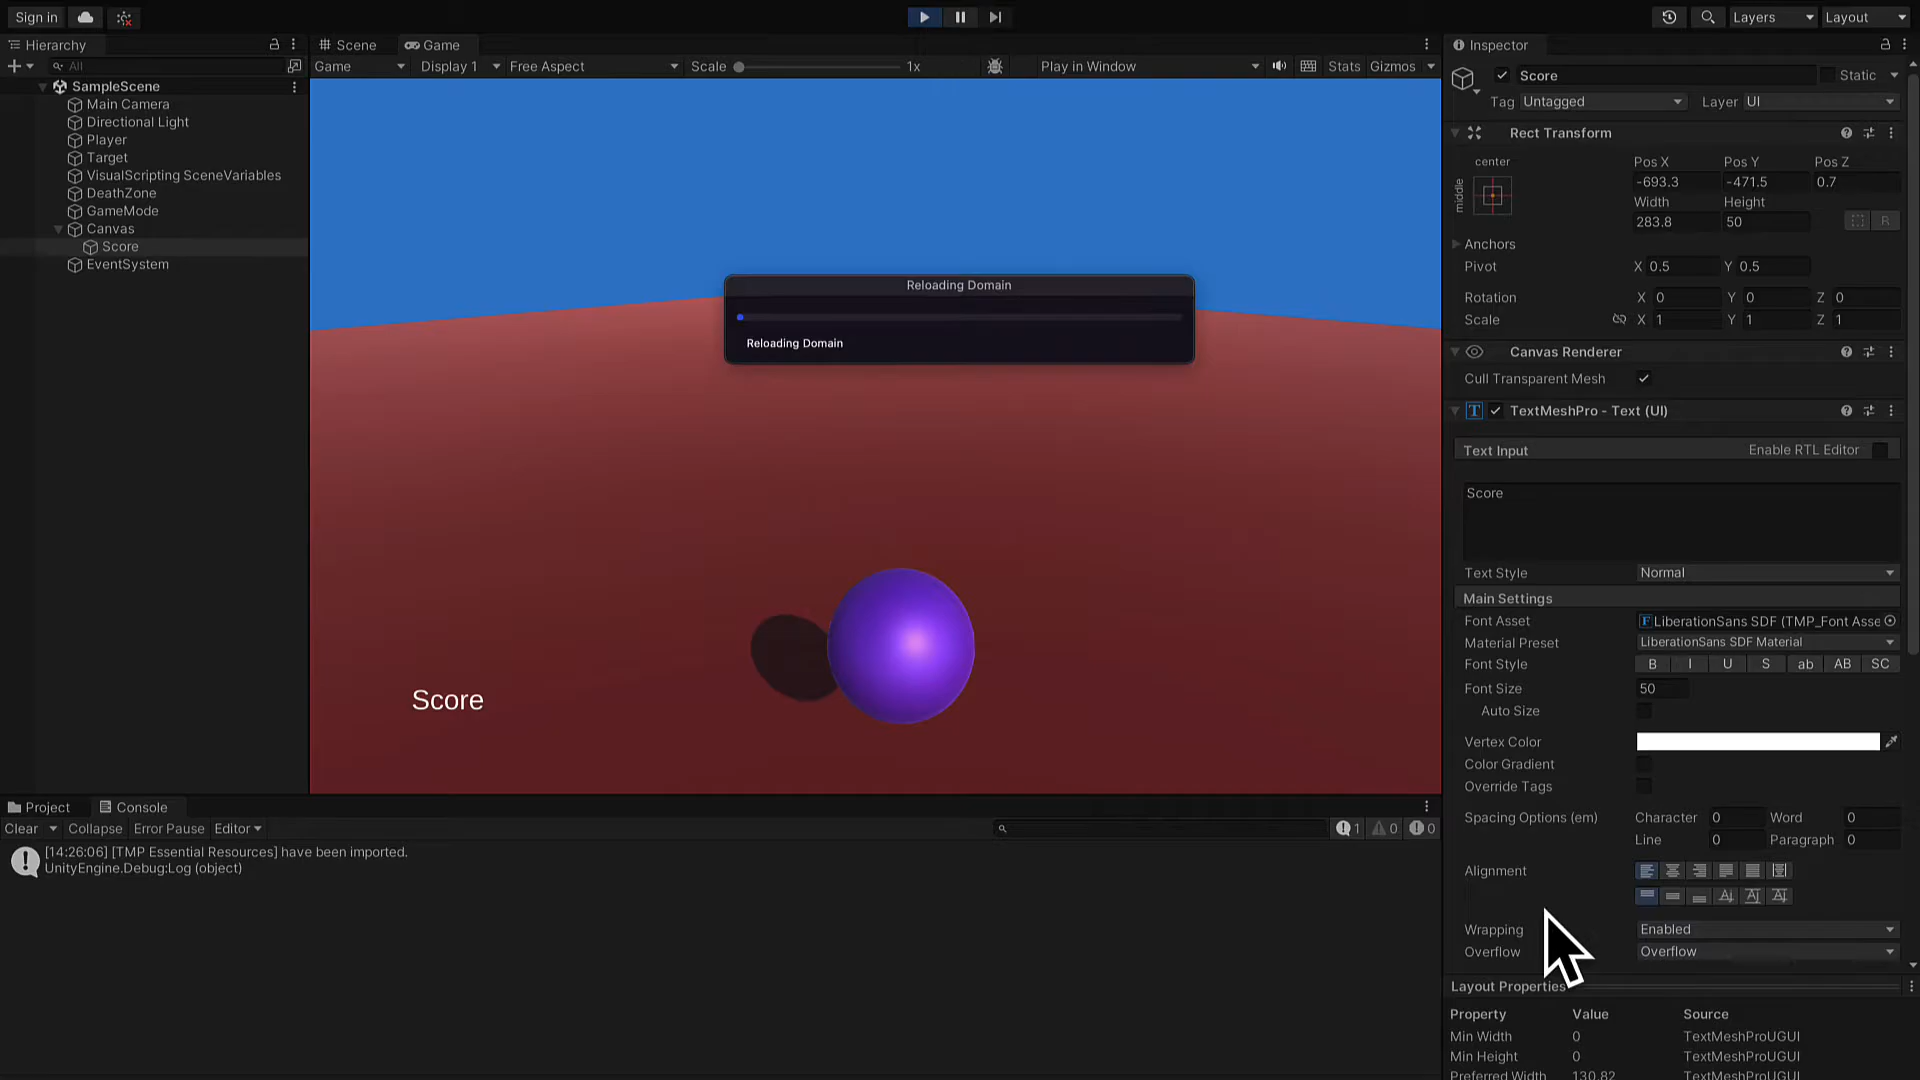 Sign in
Layers
Layout
Hierarchy
All
SampleScene
Main Camera
Directional Light
Player
Target
VisualScripting SceneVariables
DeathZone
GameMode
Canvas
Score
EventSystem
Scene
Game
Game
Display 1
Free Aspect
Scale
1x
Play in Window
Stats
Gizmos
Reloading Domain
Reloading Domain
Score
Project
Console
Clear
Collapse
Error Pause
Editor
1
0
0
[14:26:06] [TMP Essential Resources] have been imported.
UnityEngine.Debug:Log (object)
Inspector
Score
Static
Tag Untagged
Layer UI
Rect Transform
center
middle
Pos X Pos Y Pos Z
-693.3 -471.5 0.7
Width Height
283.8 50
R
Anchors
Pivot X 0.5 Y 0.5
Rotation X 0 Y 0 Z 0
Scale X 1 Y 1 Z 1
Canvas Renderer
Cull Transparent Mesh
TextMeshPro - Text (UI)
Text Input
Enable RTL Editor
Score
Text Style Normal
Main Settings
Font Asset LiberationSans SDF (TMP_Font Asse
Material Preset LiberationSans SDF Material
Font Style B I U S ab AB SC
Font Size 50
Auto Size
Vertex Color
Color Gradient
Override Tags
Spacing Options (em) Character 0 Word 0
Line 0 Paragraph 0
Alignment
Wrapping Enabled
Overflow Overflow
Layout Properties
Property Value Source
Min Width 0 TextMeshProUGUI
Min Height 0 TextMeshProUGUI
Preferred Width 130.82 TextMeshProUGUI